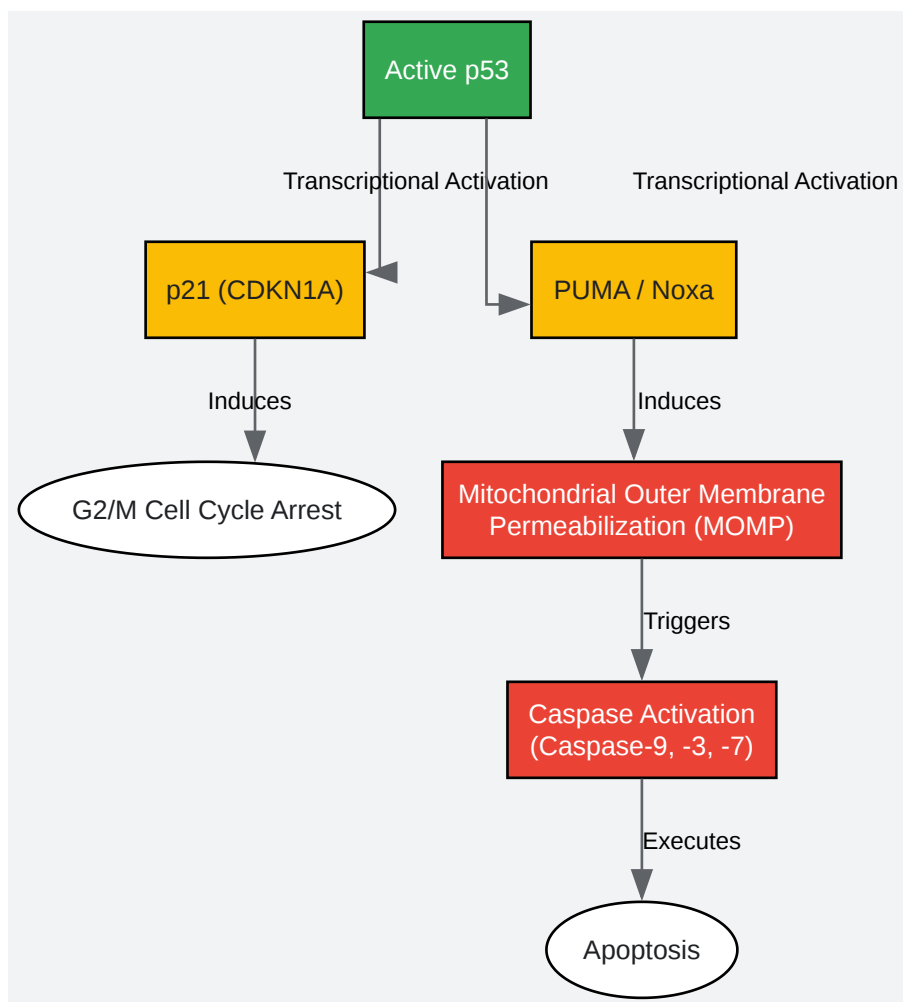 Active p53
Transcriptional Activation
Transcriptional Activation
p21 (CDKN1A)
PUMA / Noxa
Induces
Induces
G2/M Cell Cycle Arrest
Mitochondrial Outer Membrane
Permeabilization (MOMP)
Triggers
Caspase Activation
(Caspase-9, -3, -7)
Executes
Apoptosis